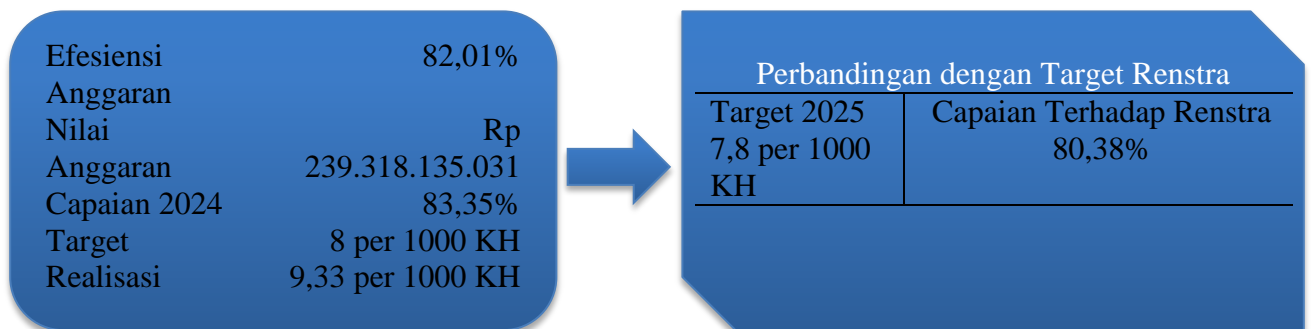 Efesiensi 82,01%
Anggaran
Nilai Rp
Anggaran 239.318.135.031
Capaian 2024 83,35%
Target 8 per 1000 KH
Realisasi 9,33 per 1000 KH
Perbandingan dengan Target Renstra
Target 2025 Capaian Terhadap Renstra
7,8 per 1000 80,38%
KH